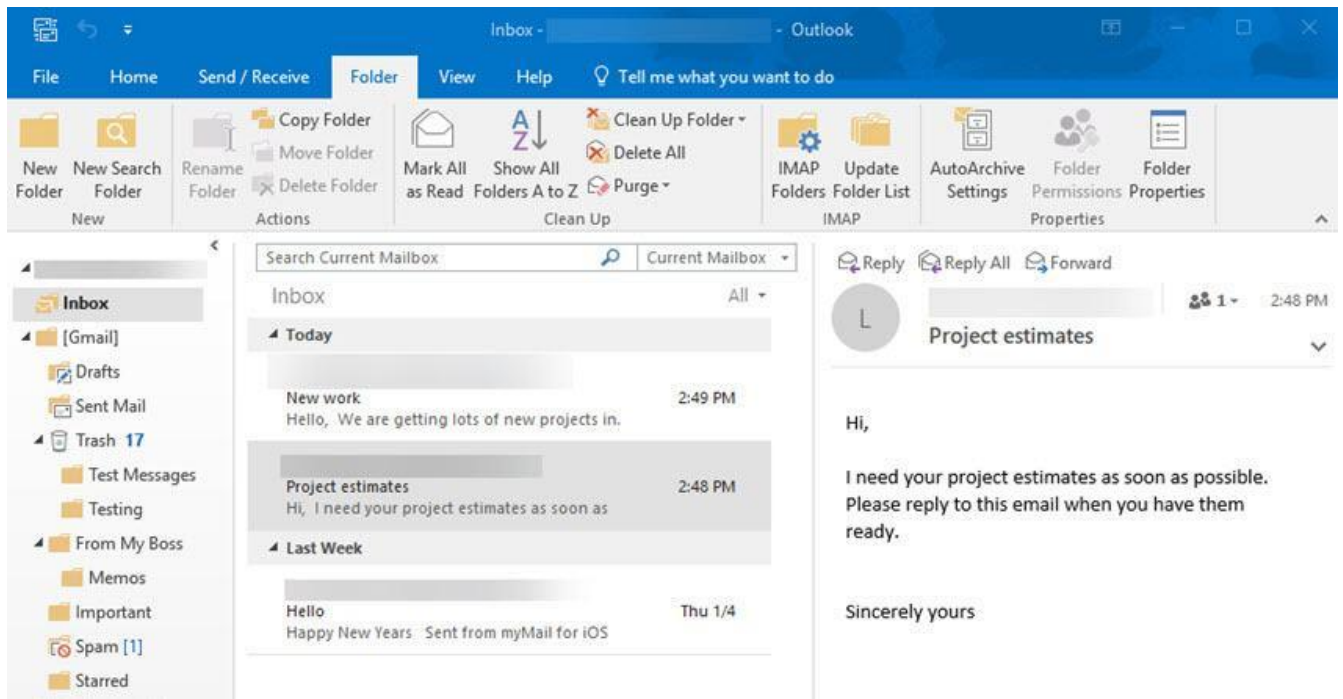 Inbox - - Outlook
File Home Send / Receive Folder View Help Tell me what you want to do
New Folder
New Search Folder
Rename Folder
Copy Folder
Move Folder
Delete Folder
Mark All as Read
Show All Folders A to Z
Clean Up Folder
Delete All
Purge
IMAP Folders
Update Folder List
AutoArchive Settings
Folder Permissions
Folder Properties
New Actions Clean Up IMAP Properties
Inbox
[Gmail]
Drafts
Sent Mail
Trash 17
Test Messages
Testing
From My Boss
Memos
Important
Spam [1]
Starred
Search Current Mailbox Current Mailbox
Inbox All
Today
New work 2:49 PM
Hello, We are getting lots of new projects in.
Project estimates 2:48 PM
Hi, I need your project estimates as soon as
Last Week
Hello Thu 1/4
Happy New Years Sent from myMail for iOS
Reply Reply All Forward
L
1 2:48 PM
Project estimates
Hi,
I need your project estimates as soon as possible.
Please reply to this email when you have them
ready.
Sincerely yours